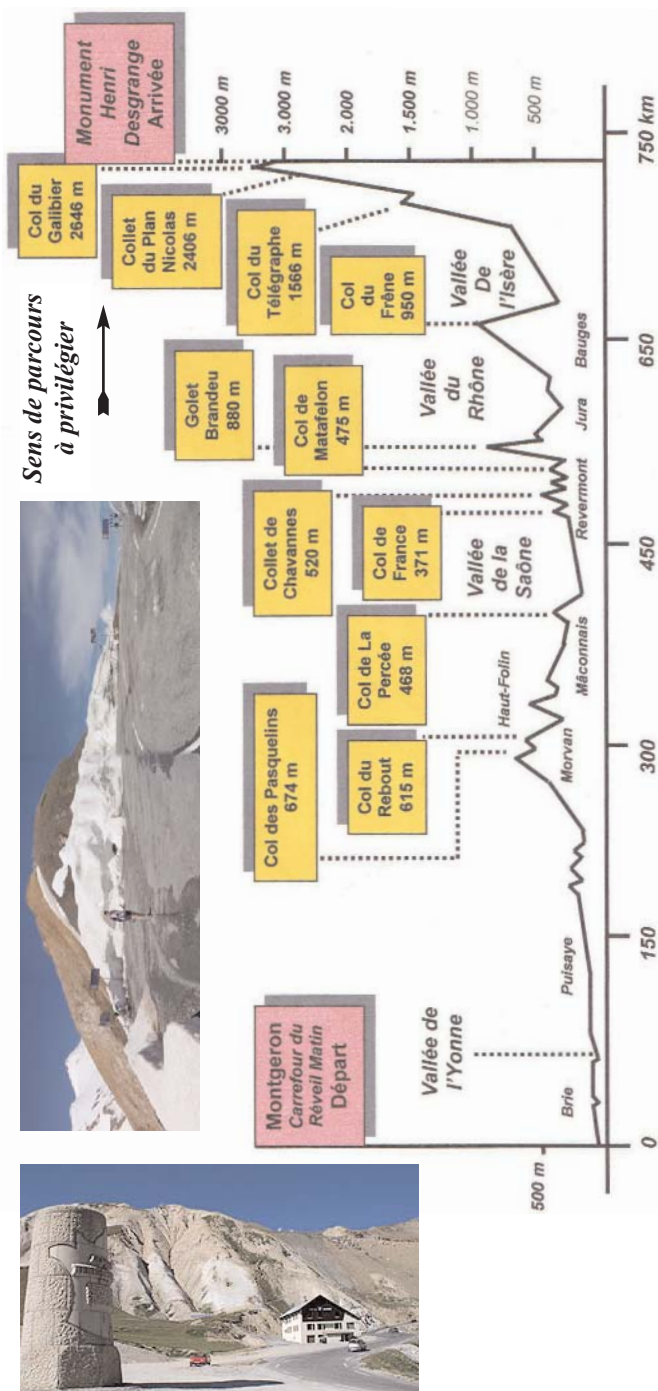 Sens de parcours
à privilégier
Montgeron
Carrefour du
Réveil Matin
Départ
Col des Pasquelins
674 m
Col du
Rebout
615 m
Col de La
Percée
468 m
Collet de
Chavannes
520 m
Col de
France
371 m
Golet
Brandeu
880 m
Col de
Matafelon
475 m
Col du
Galibier
2646 m
Collet
du Plan
Nicolas
2406 m
Col du
Télégraphe
1566 m
Col
du
Frêne
950 m
Monument
Henri
Desgrange
Arrivée
3000 m
3.000 m
2.000 m
1.500 m
1.000 m
500 m
500 m
Vallée de
l'Yonne
Vallée
de la
Saône
Vallée
du
Rhône
Vallée
De
l'Isère
Brie
Puisaye
Morvan
Haut-Folin
Mâconnais
Revermont
Jura
Bauges
0
150
300
450
650
750 km